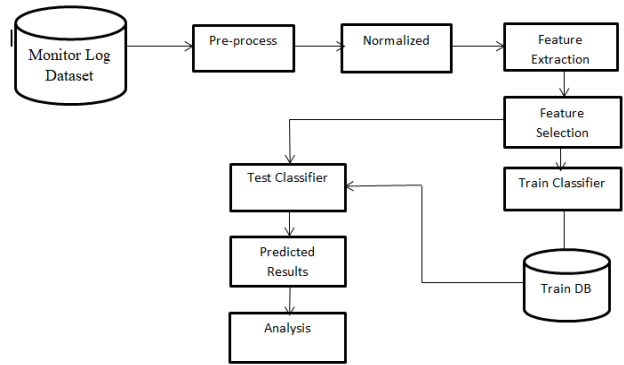 Monitor Log
Dataset
Pre-process
Normalized
Feature
Extraction
Feature
Selection
Test Classifier
Train Classifier
Predicted
Results
Train DB
Analysis